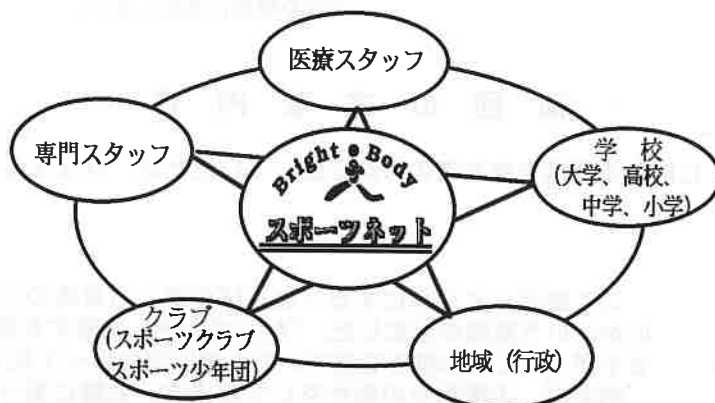 医療スタッフ
専門スタッフ
学 校
(大学、高校、
中学、小学)
Bright Body
スポーツネット
クラブ
(スポーツクラブ
スポーツ少年団)
地域(行政)